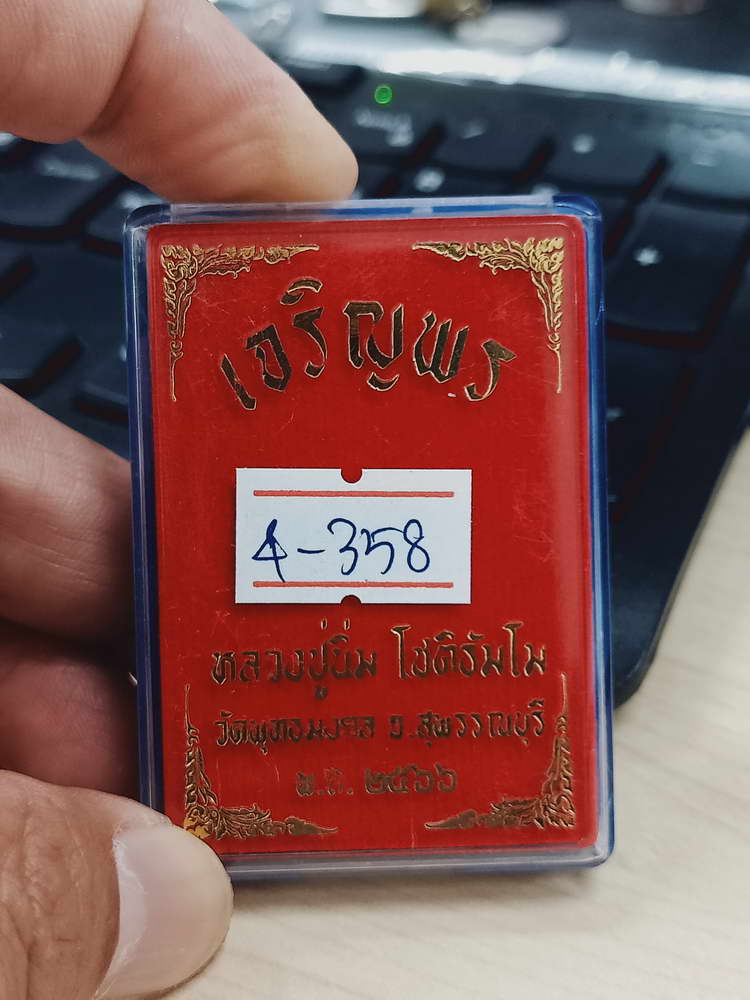 เจริญพร
4-358
หลวงปู่นิ่ม โชติธัมโม
วัดพุทธมงคล จ.สุพรรณบุรี
พ.ศ. ๒๕๖๖